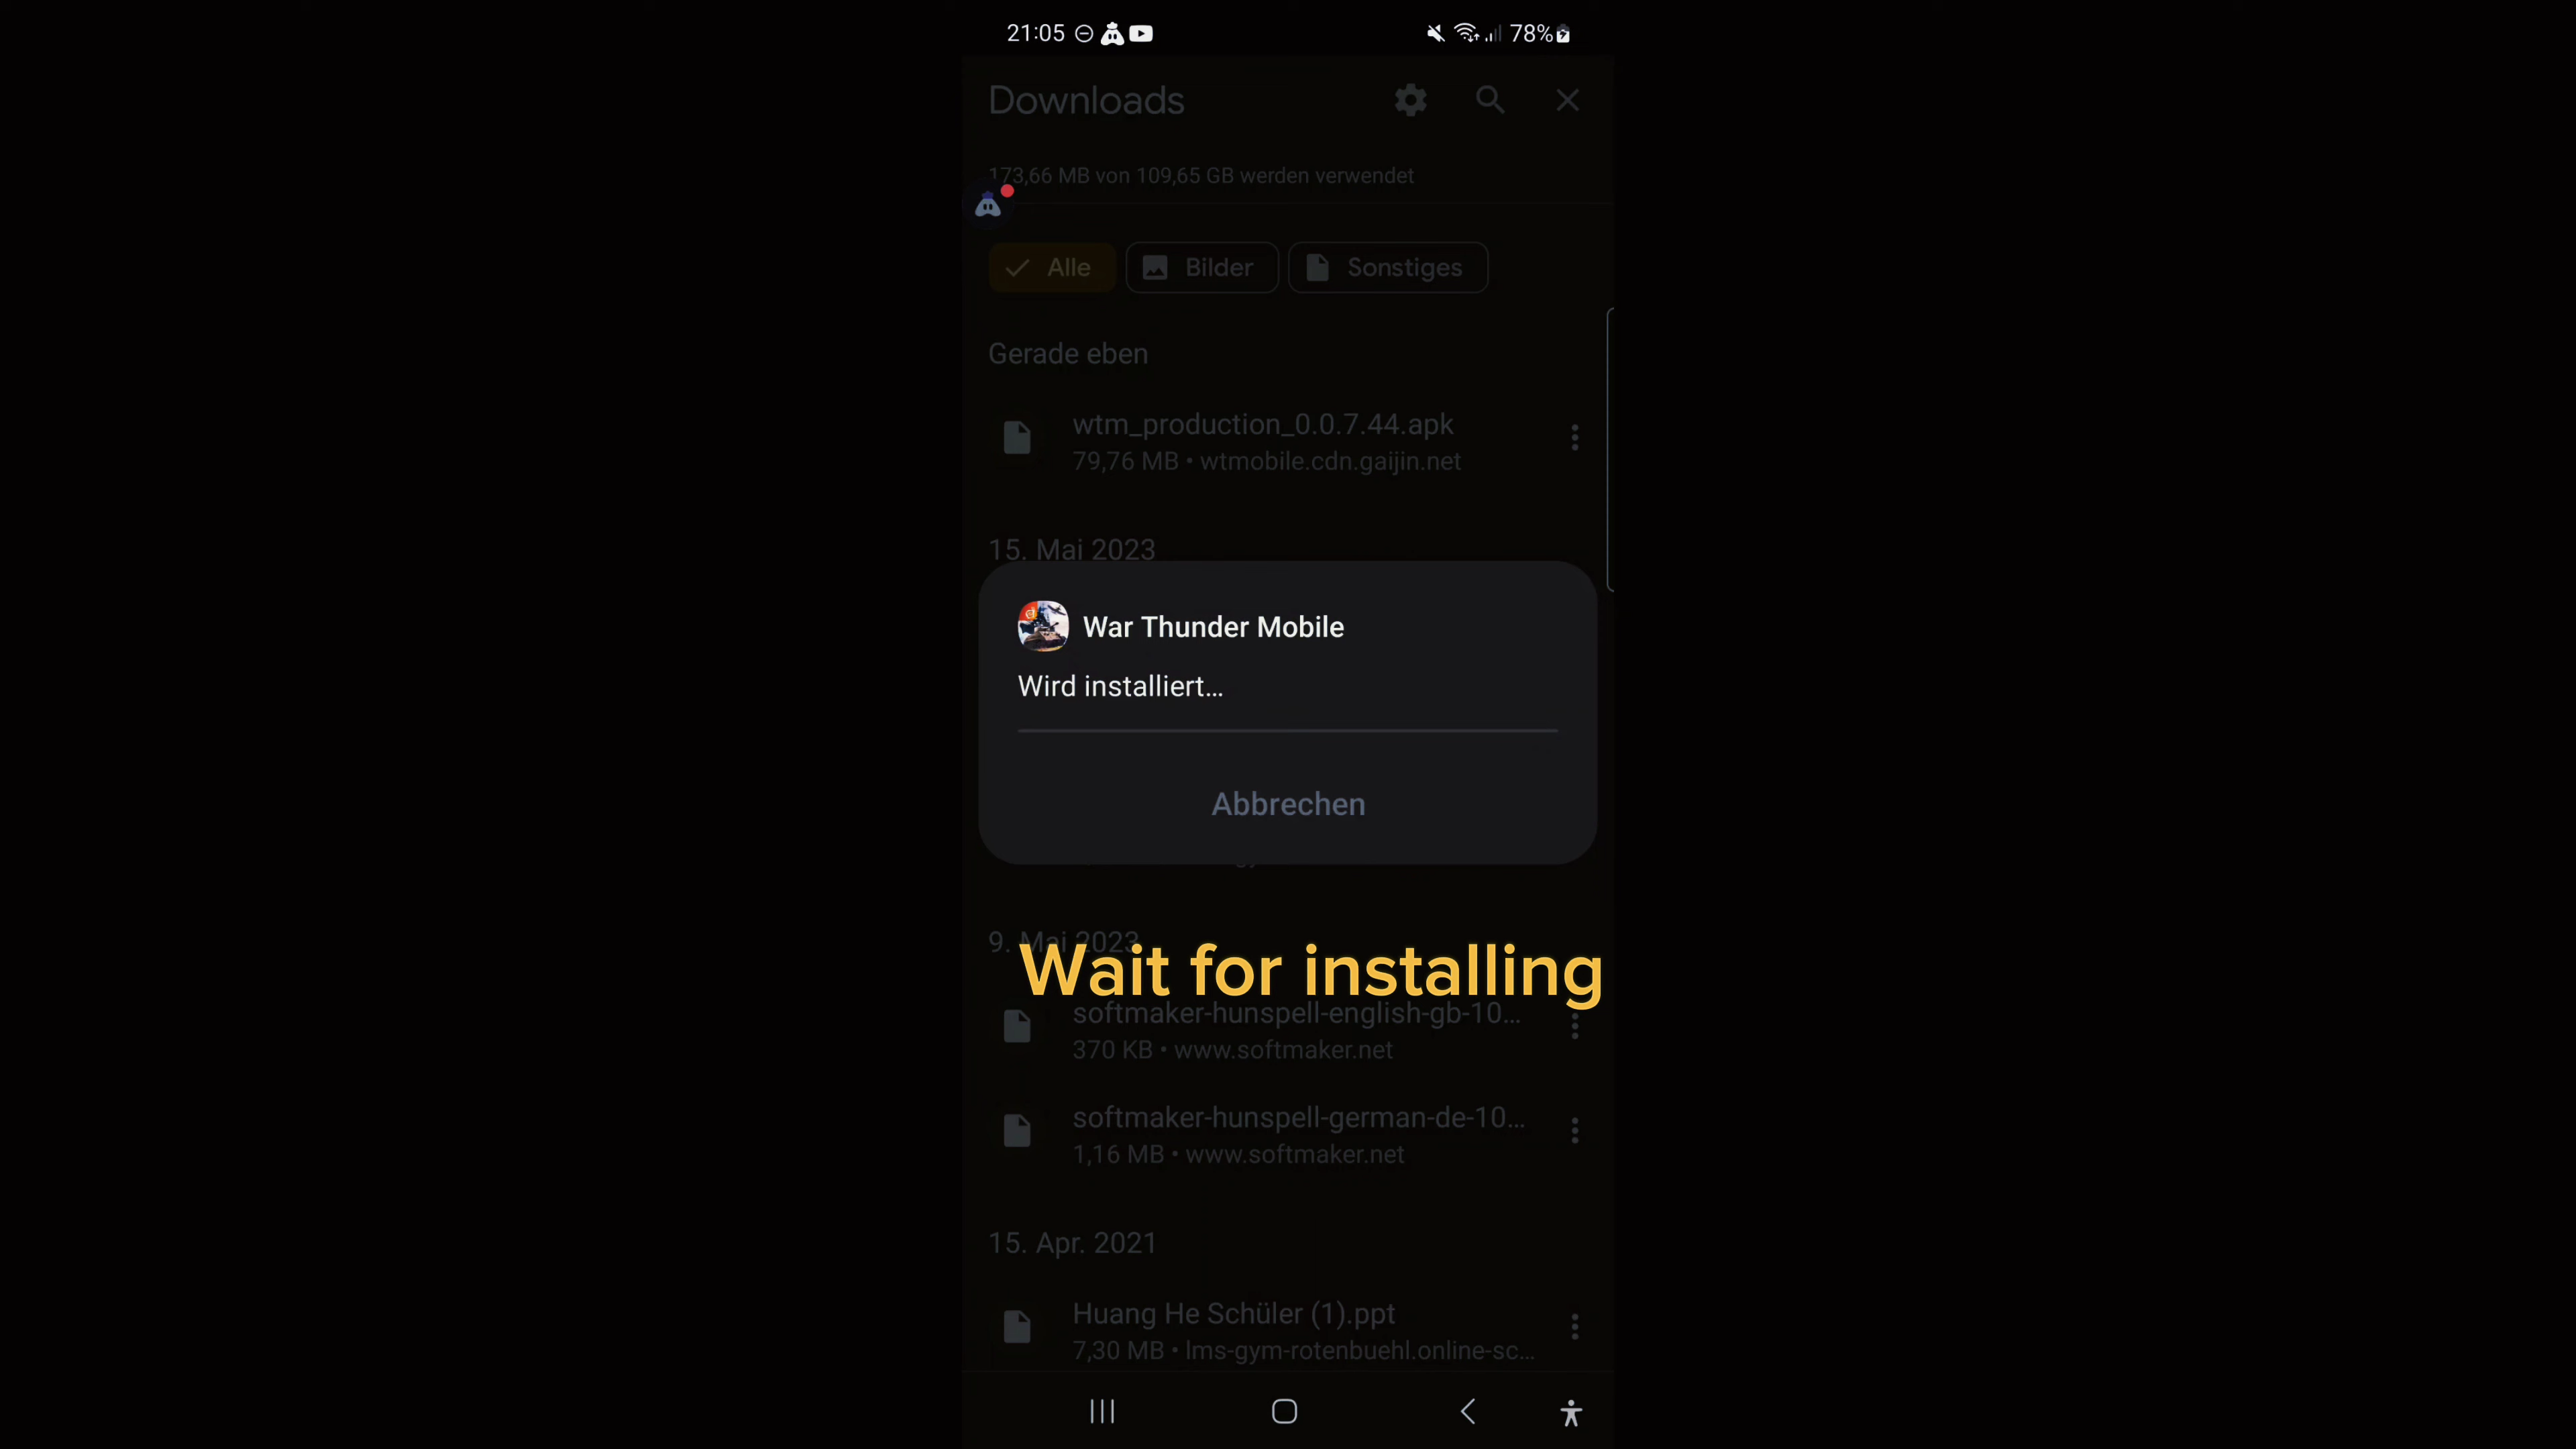 21:05
78%
Downloads
173,66 MB von 109,65 GB werden verwendet
Alle
Bilder
Sonstiges
Gerade eben
wtm_production_0.0.7.44.apk
79,76 MB • wtmobile.cdn.gaijin.net
15. Mai 2023
War Thunder Mobile
Wird installiert…
Abbrechen
9. Mai 2023
Wait for installing
softmaker-hunspell-english-gb-10…
370 KB • www.softmaker.net
softmaker-hunspell-german-de-10…
1,16 MB • www.softmaker.net
15. Apr. 2021
Huang He Schüler (1).ppt
7,30 MB • lms-gym-rotenbuehl.online-sc…